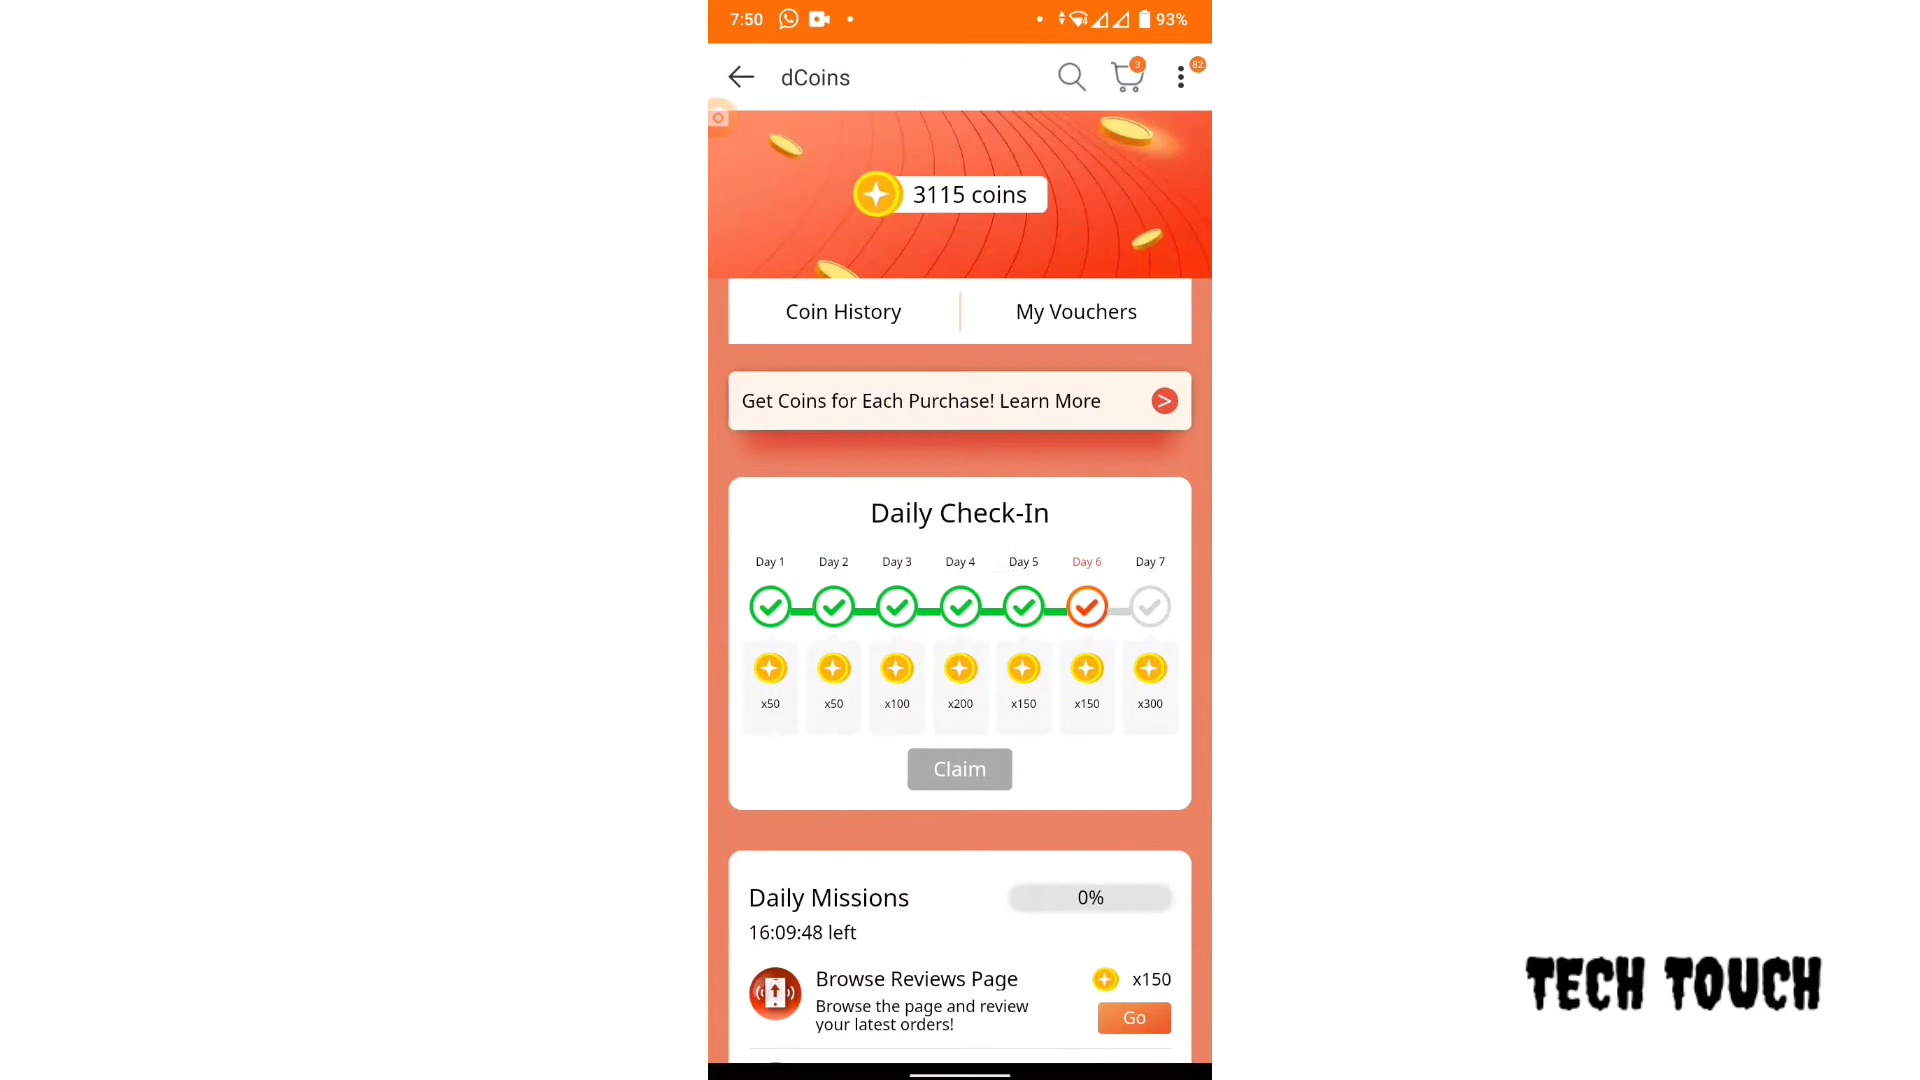 7:50
93%
dCoins
3
82
3115 coins
Coin History
My Vouchers
Get Coins for Each Purchase! Learn More
>
Daily Check-In
Day 1 Day 2 Day 3 Day 4 Day 5 Day 6 Day 7
x50 x50 x100 x200 x150 x150 x300
Claim
Daily Missions
0%
16:09:48 left
Browse Reviews Page
x150
Browse the page and review
your latest orders!
Go
TECH TOUCH